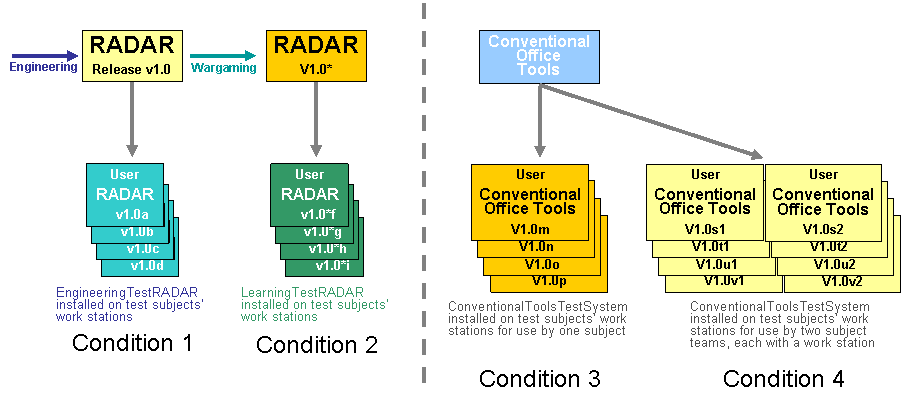 Engineering
RADAR
Release v1.0
Wargaming
RADAR
V1.0*
Conventional
Office
Tools
User
RADAR
v1.0a
v1.0b
v1.0c
v1.0d
User
RADAR
v1.0*f
v1.0*g
v1.0*h
v1.0*i
User
Conventional
Office Tools
V1.0m
V1.0n
V1.0o
V1.0p
User
Conventional
Office Tools
V1.0s1
V1.0t1
V1.0u1
V1.0v1
User
Conventional
Office Tools
V1.0s2
V1.0t2
V1.0u2
V1.0v2
EngineeringTestRADAR
installed on test subjects'
work stations
Condition 1
LearningTestRADAR
installed on test subjects'
work stations
Condition 2
ConventionalToolsTestSystem
installed on test subjects' work
stations for use by one subject
Condition 3
ConventionalToolsTestSystem
installed on test subjects' work
stations for use by two subject
teams, each with a work station
Condition 4